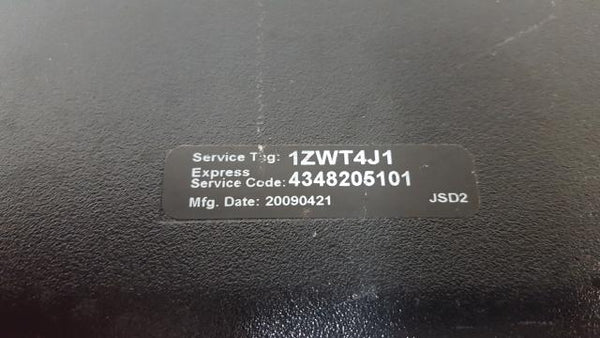 Service Tag: 1ZWT4J1
Express
Service Code: 4348205101
Mfg. Date: 20090421 JSD2